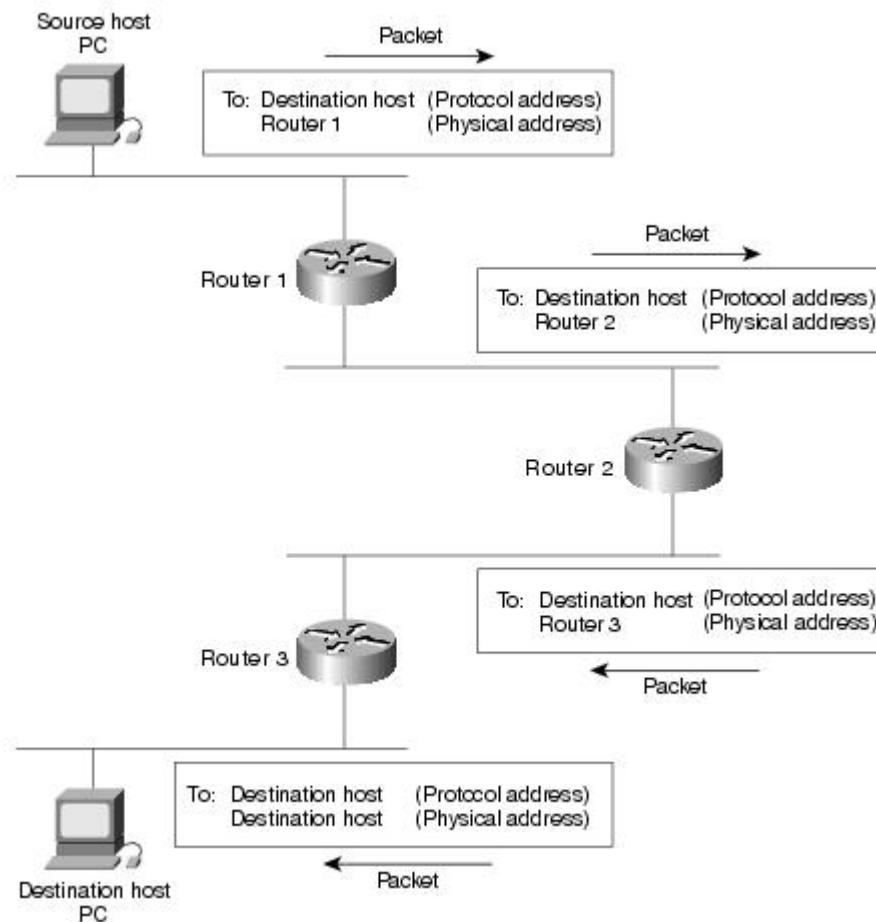 Source host
PC
Packet
To: Destination host (Protocol address)
Router 1 (Physical address)
Router 1
Packet
To: Destination host (Protocol address)
Router 2 (Physical address)
Router 2
To: Destination host (Protocol address)
Router 3 (Physical address)
Router 3
Packet
To: Destination host (Protocol address)
Destination host (Physical address)
Packet
Destination host
PC